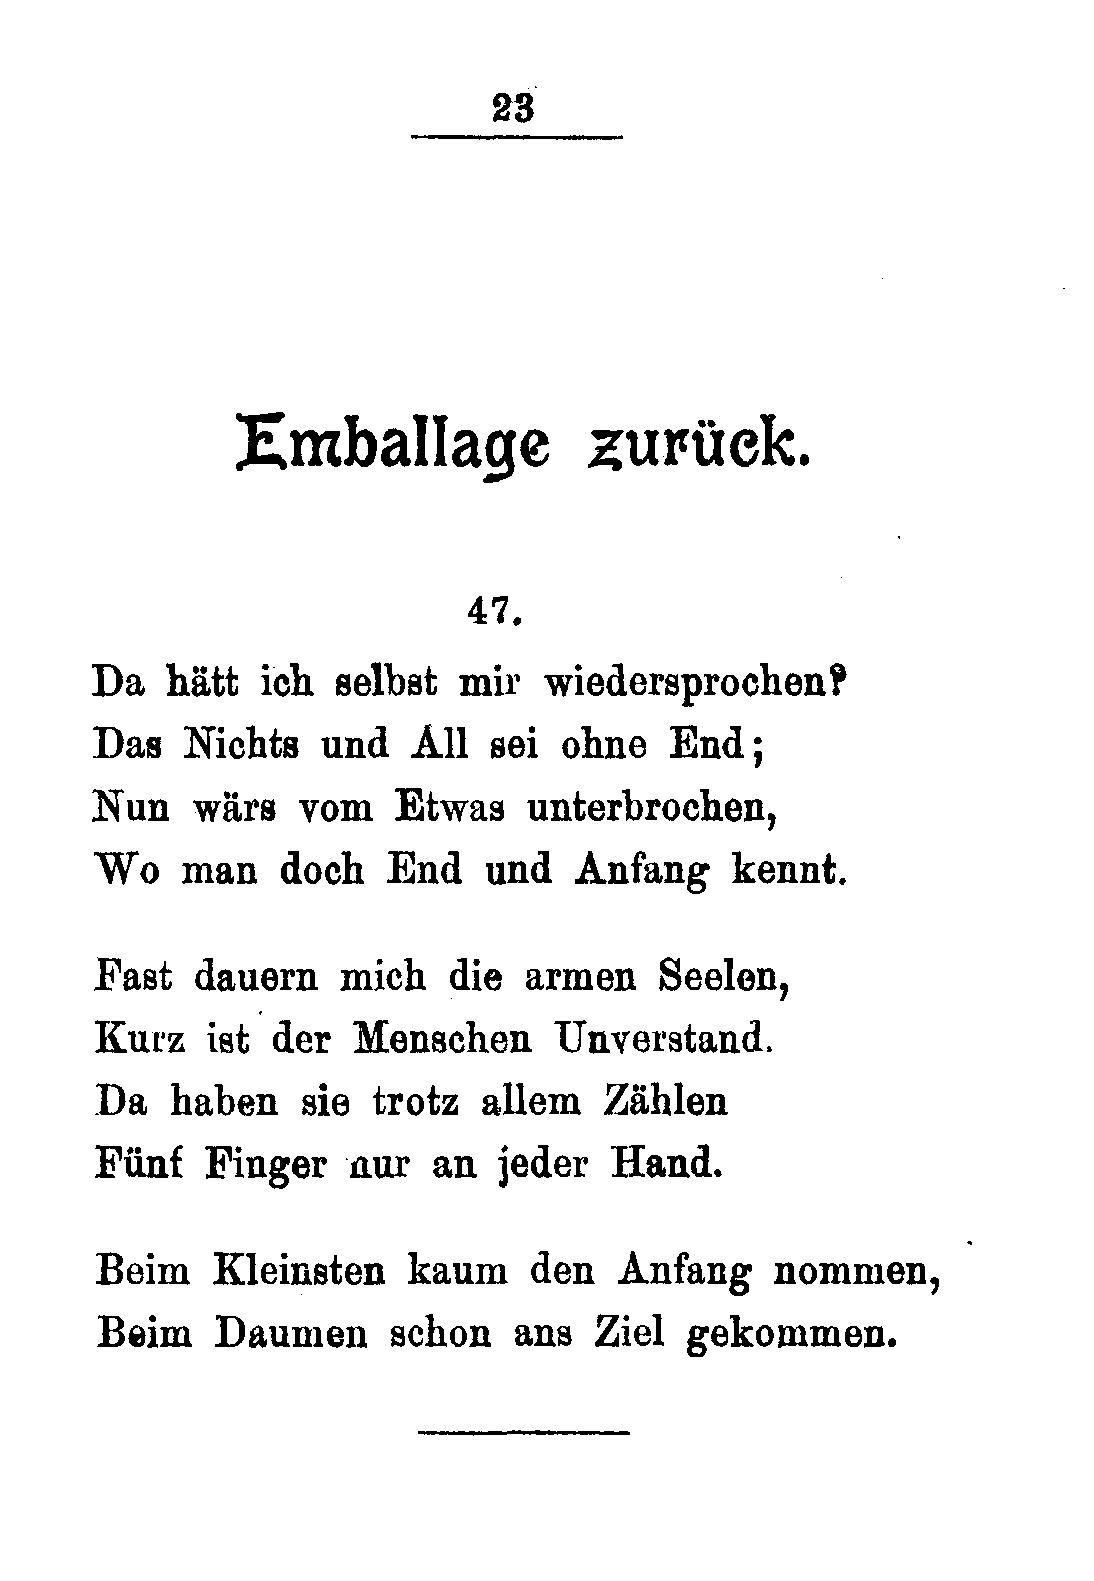 23
Emballage zurück.
47.
Da hätt ich selbst mir wiedersprochen?
Das Nichts und All sei ohne End;
Nun wärs vom Etwas unterbrochen,
Wo man doch End und Anfang kennt.
Fast dauern mich die armen Seelen,
Kurz ist der Menschen Unverstand.
Da haben sie trotz allem Zählen
Fünf Finger nur an jeder Hand.
Beim Kleinsten kaum den Anfang nommen,
Beim Daumen schon ans Ziel gekommen.